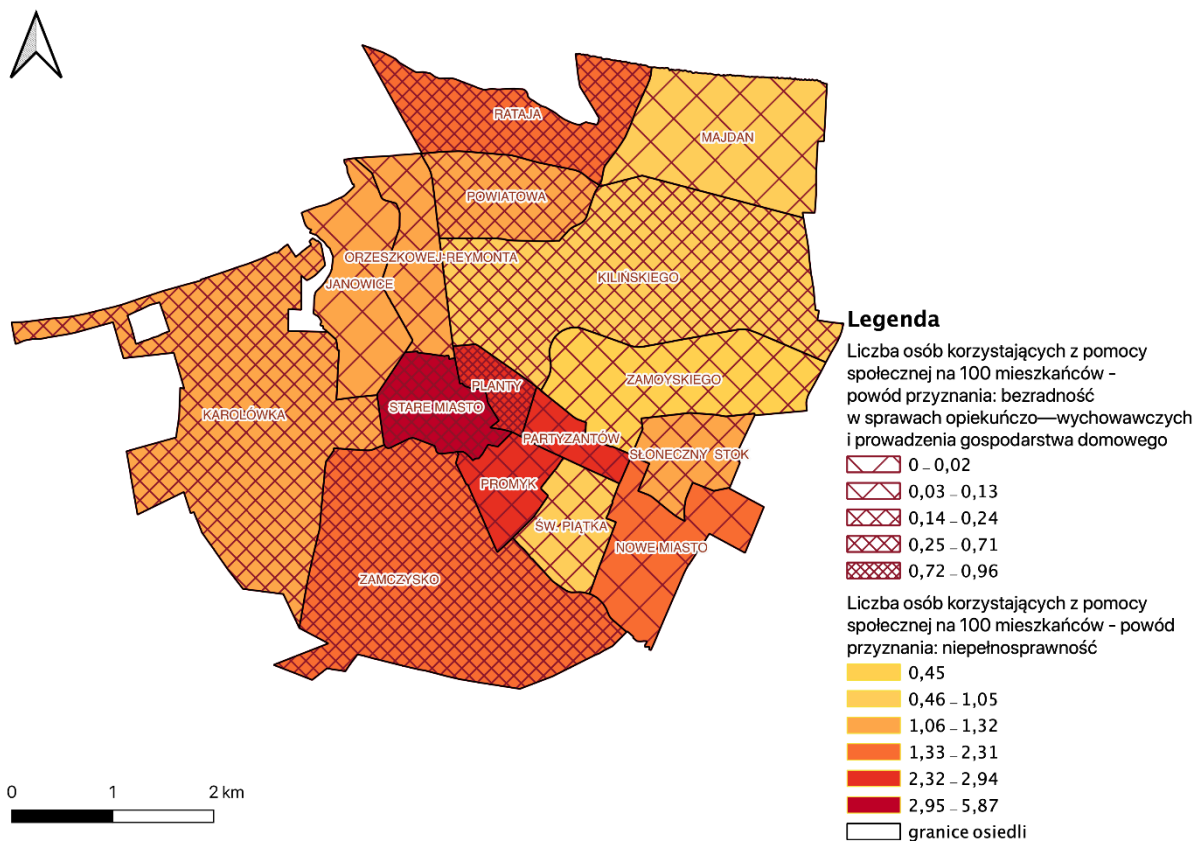 RATAJA
MAJDAN
POWIATOWA
ORZESZKOWEJ-REYMONTA
KILIŃSKIEGO
JANOWICE
PLANTY
ZAMOYSKIEGO
STARE MIASTO
KAROLÓWKA
PARTYZANTÓW
SŁONECZNY STOK
PROMYK
ŚW. PIĄTKA
NOWE MIASTO
ZAMCZYSKO
Legenda
Liczba osób korzystających z pomocy
społecznej na 100 mieszkańców -
powód przyznania: bezradność
w sprawach opiekuńczo—wychowawczych
i prowadzenia gospodarstwa domowego
0 – 0,02
0,03 – 0,13
0,14 – 0,24
0,25 – 0,71
0,72 – 0,96
Liczba osób korzystających z pomocy
społecznej na 100 mieszkańców - powód
przyznania: niepełnosprawność
0,45
0,46 – 1,05
1,06 – 1,32
1,33 – 2,31
2,32 – 2,94
2,95 – 5,87
granice osiedli
0 1 2 km